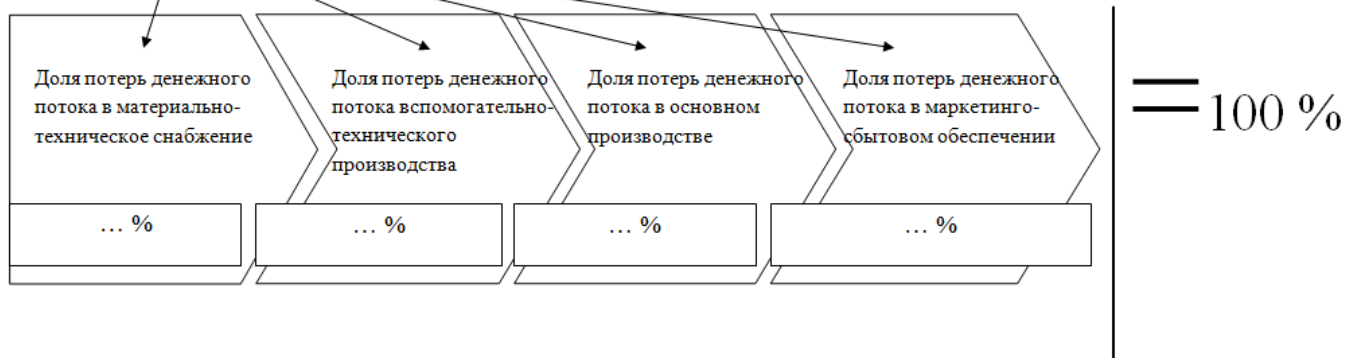 Доля потерь денежного
потока в материально-
техническое снабжение
Доля потерь денежного
потока вспомогательно-
технического
производства
Доля потерь денежного
потока в основном
производстве
Доля потерь денежного
потока в маркетинго-
сбытовом обеспечении
= 100 %
... %
... %
... %
... %